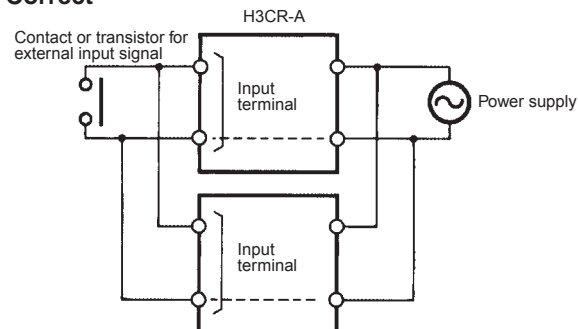 Correct
H3CR-A
Contact or transistor for
external input signal
Input
terminal
Power supply
Input
terminal